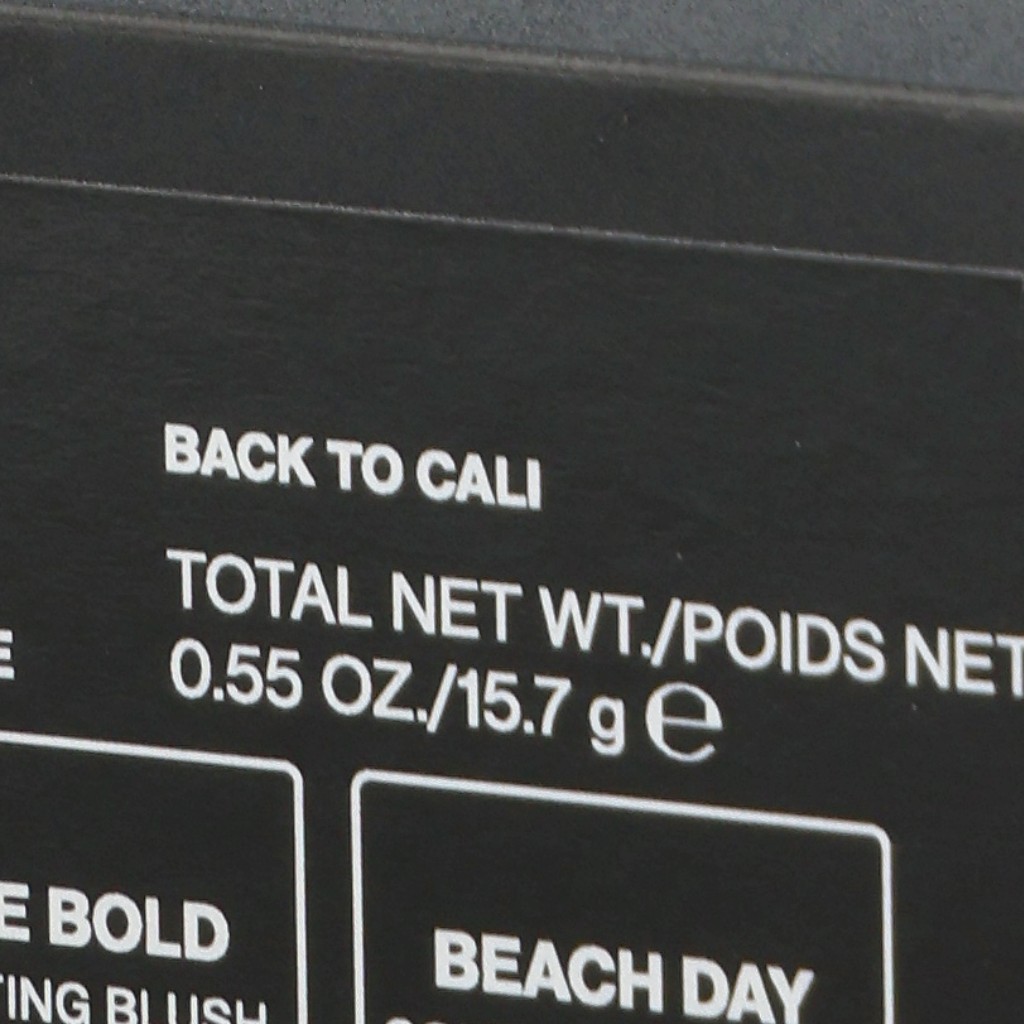 BACK TO CALI
TOTAL NET WT./POIDS NET
0.55 OZ./15.7 g e
E
E BOLD
TING BLUSH
BEACH DAY